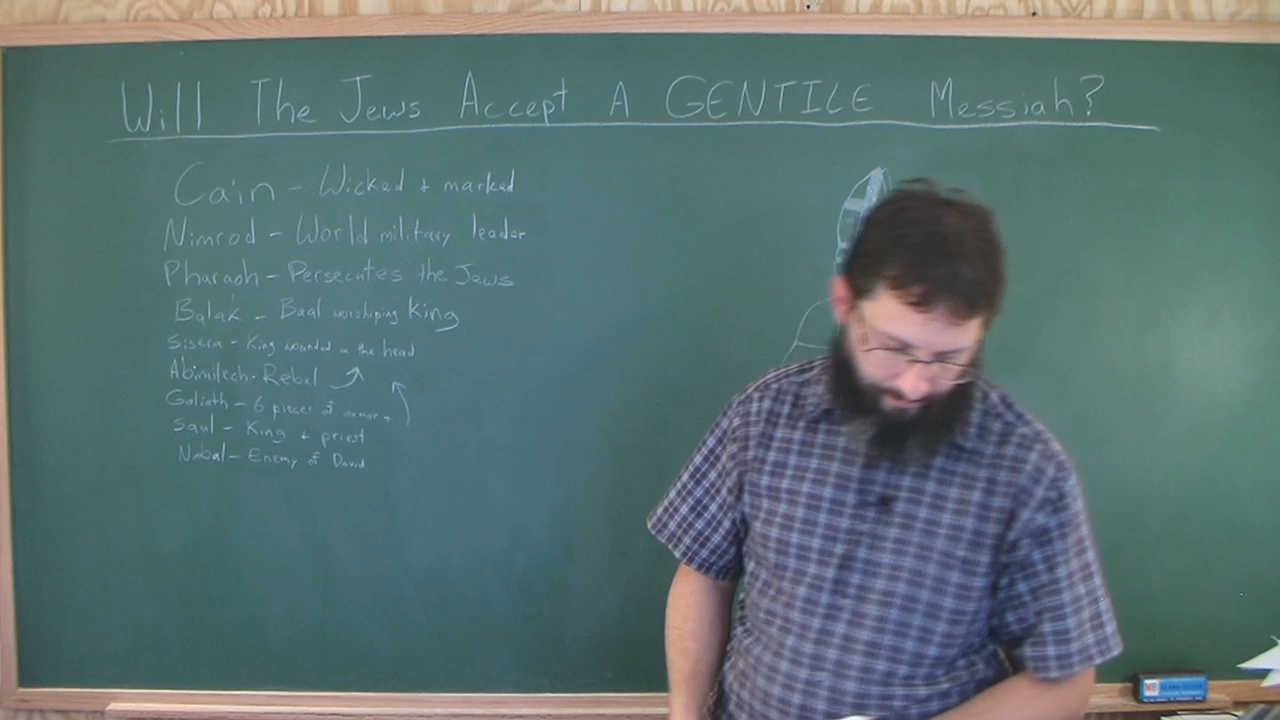 Will The Jews Accept A GENTILE Messiah?
Cain - Wicked + marked
Nimrod - World military leader
Pharaoh - Persecutes the Jews
Balak - Baal worshiping King
Sisera - King wounded in the head
Abimilech - Rebel
Goliath - 6 pieces of armor +
Saul - King + priest
Nabal - Enemy of David